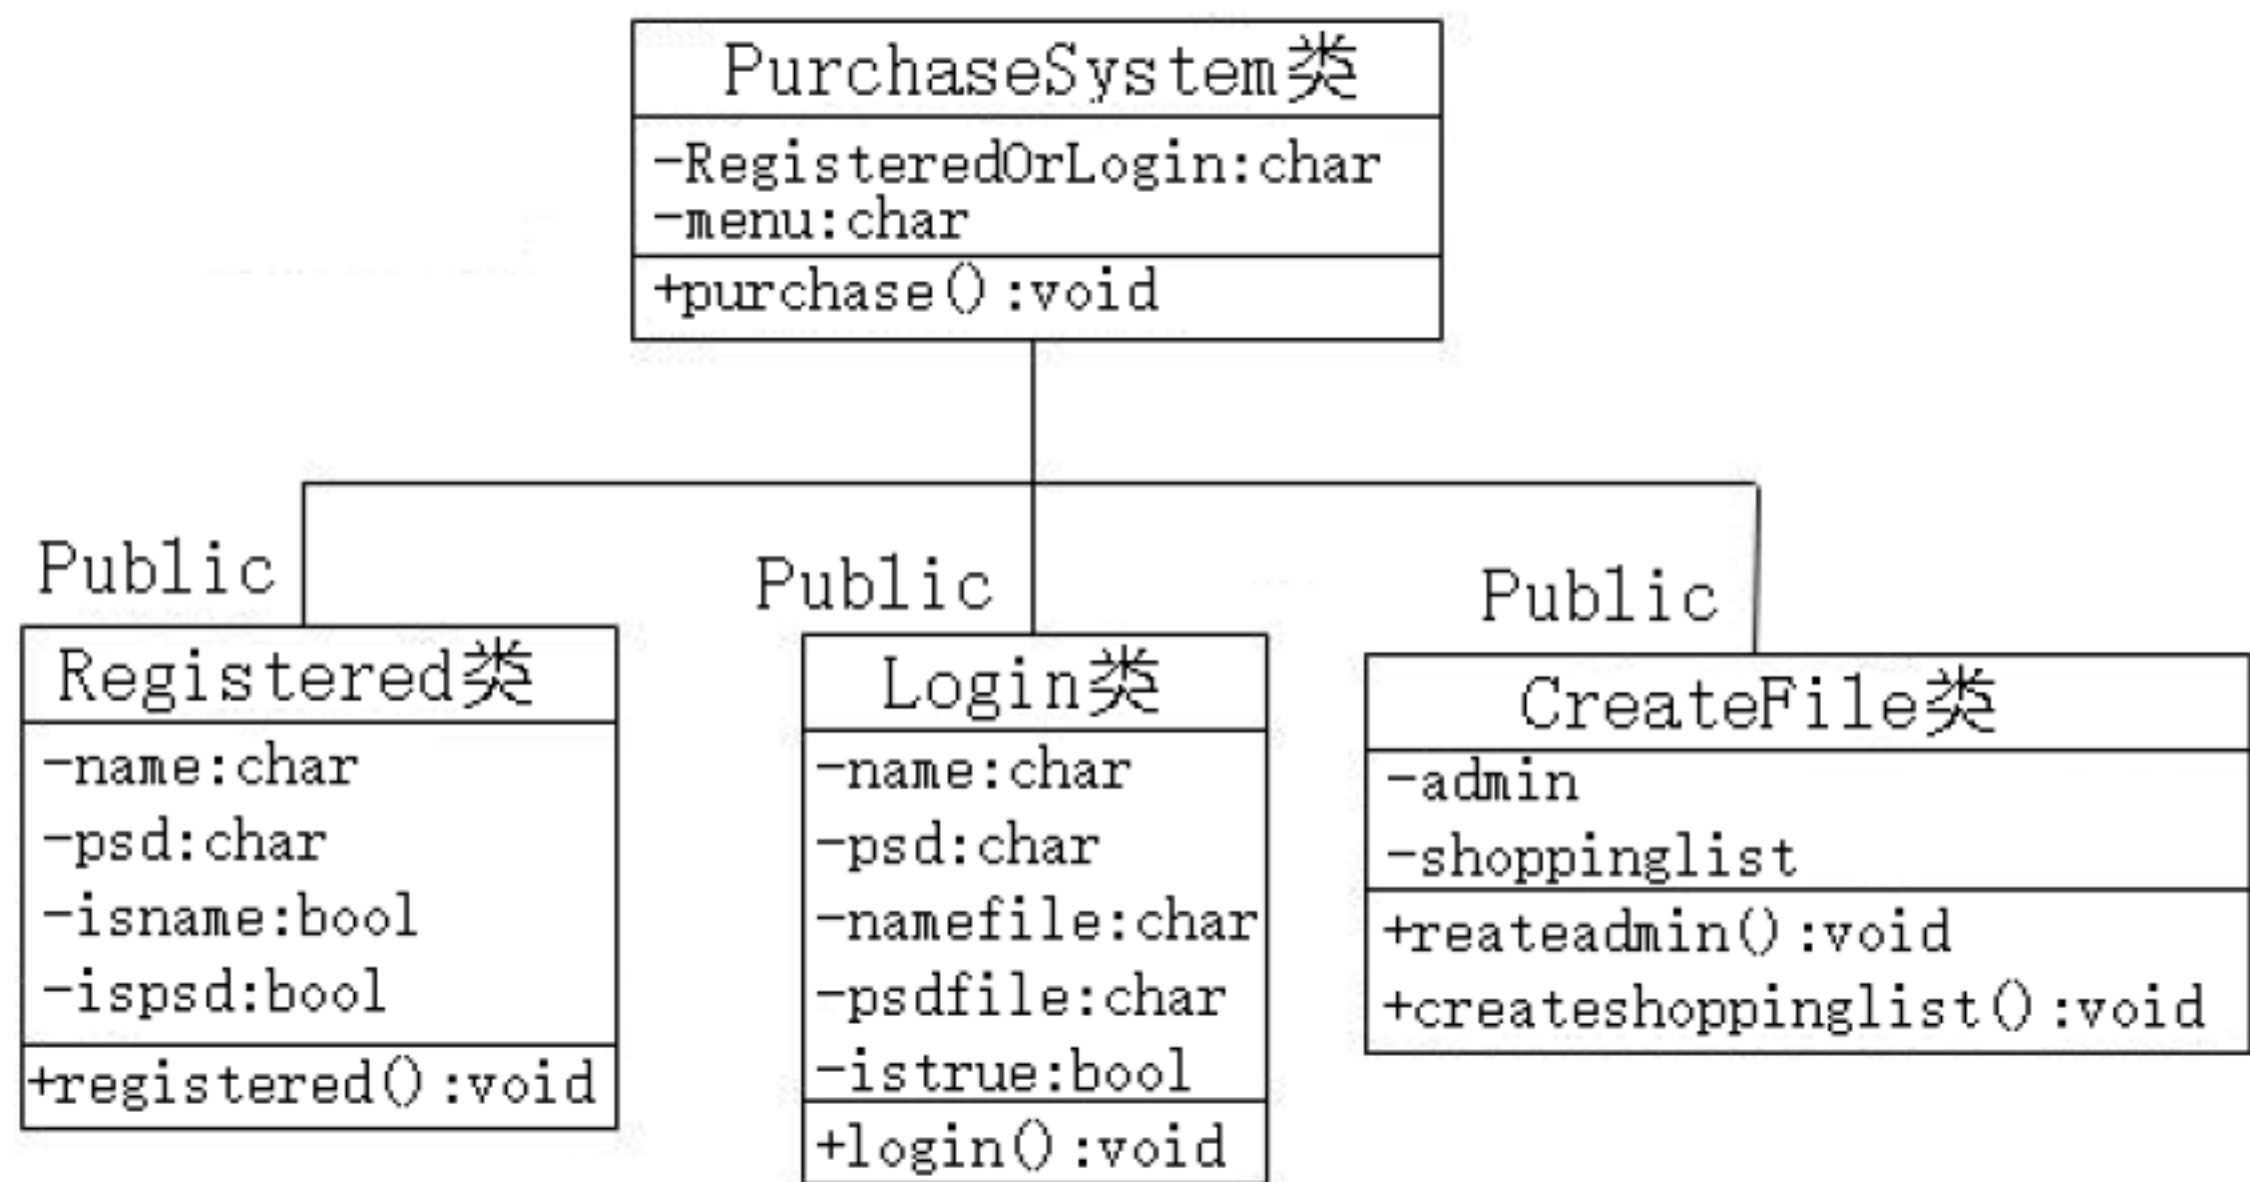 PurchaseSystem类
-RegisteredOrLogin:char
-menu:char
+purchase():void
Public
Registered类
-name:char
-psd:char
-isname:bool
-ispsd:bool
+registered():void
Public
Login类
-name:char
-psd:char
-namefile:char
-psdfile:char
-istrue:bool
+login():void
Public
CreateFile类
-admin
-shoppinglist
+reateadmin():void
+createshoppinglist():void